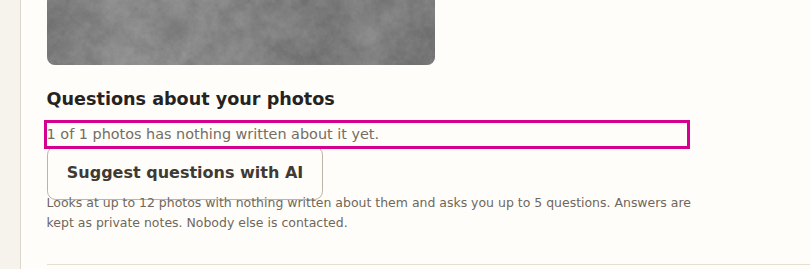 Questions about your photos
1 of 1 photos has nothing written about it yet.
Suggest questions with AI
Looks at up to 12 photos with nothing written about them and asks you up to 5 questions. Answers are
kept as private notes. Nobody else is contacted.